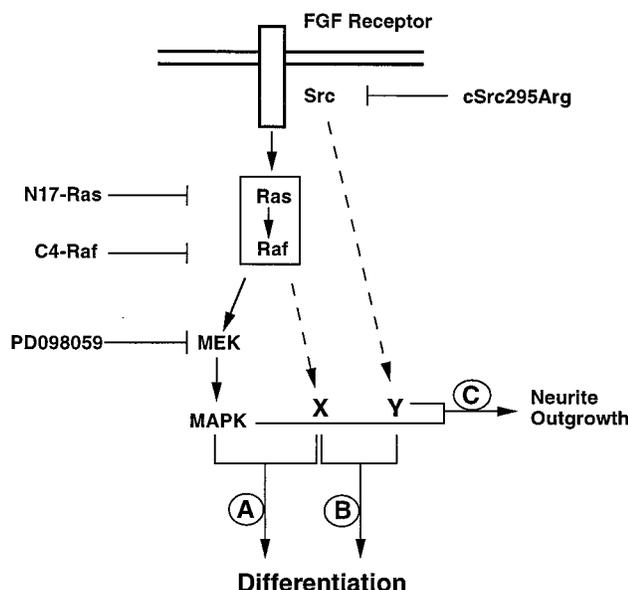 FGF Receptor
Src
cSrc295Arg
N17-Ras
Ras
C4-Raf
Raf
PD098059
MEK
MAPK
X
Y
C
Neurite
Outgrowth
A
B
Differentiation